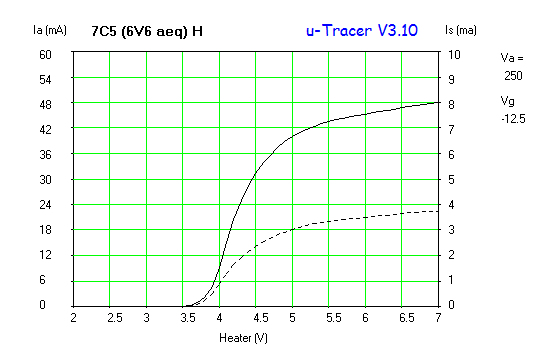 Ia (mA) 7C5 (6V6 aeq) H u-Tracer V3.10 Is (ma)
60 10
54 9
48 8
42 7
36 6
30 5
24 4
18 3
12 2
6 1
0 0
2 2.5 3 3.5 4 4.5 5 5.5 6 6.5 7
Heater (V)
Va =
250
Vg
-12.5